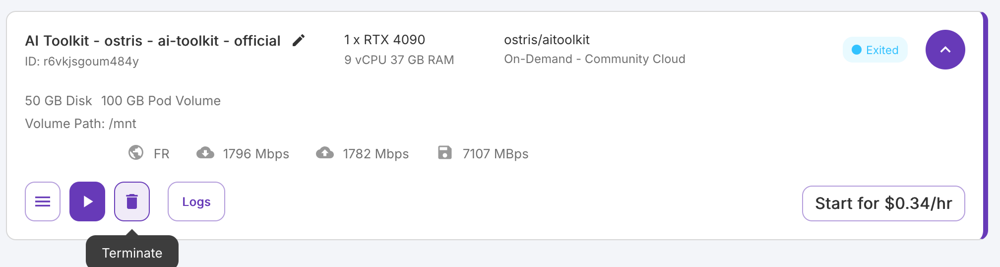 AI Toolkit - ostris - ai-toolkit - official
ID: r6vkjsgoum484y
1 x RTX 4090
9 vCPU 37 GB RAM
ostris/aitoolkit
On-Demand - Community Cloud
Exited
50 GB Disk 100 GB Pod Volume
Volume Path: /mnt
FR 1796 Mbps 1782 Mbps 7107 MBps
Logs
Start for $0.34/hr
Terminate